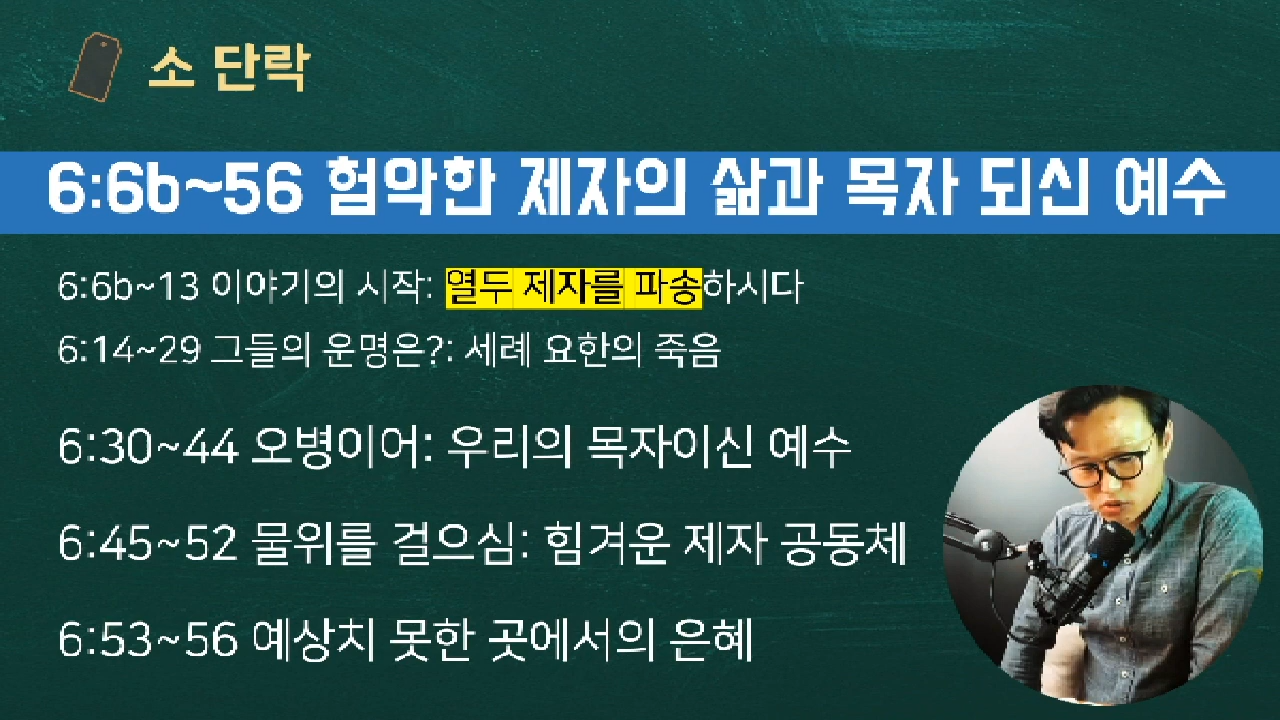 소 단락
6:6b~56 험악한 제자의 삶과 목자 되신 예수
6:6b~13 이야기의 시작: 열두 제자를 파송하시다
6:14~29 그들의 운명은?: 세례 요한의 죽음
6:30~44 오병이어: 우리의 목자이신 예수
6:45~52 물위를 걸으심: 힘겨운 제자 공동체
6:53~56 예상치 못한 곳에서의 은혜